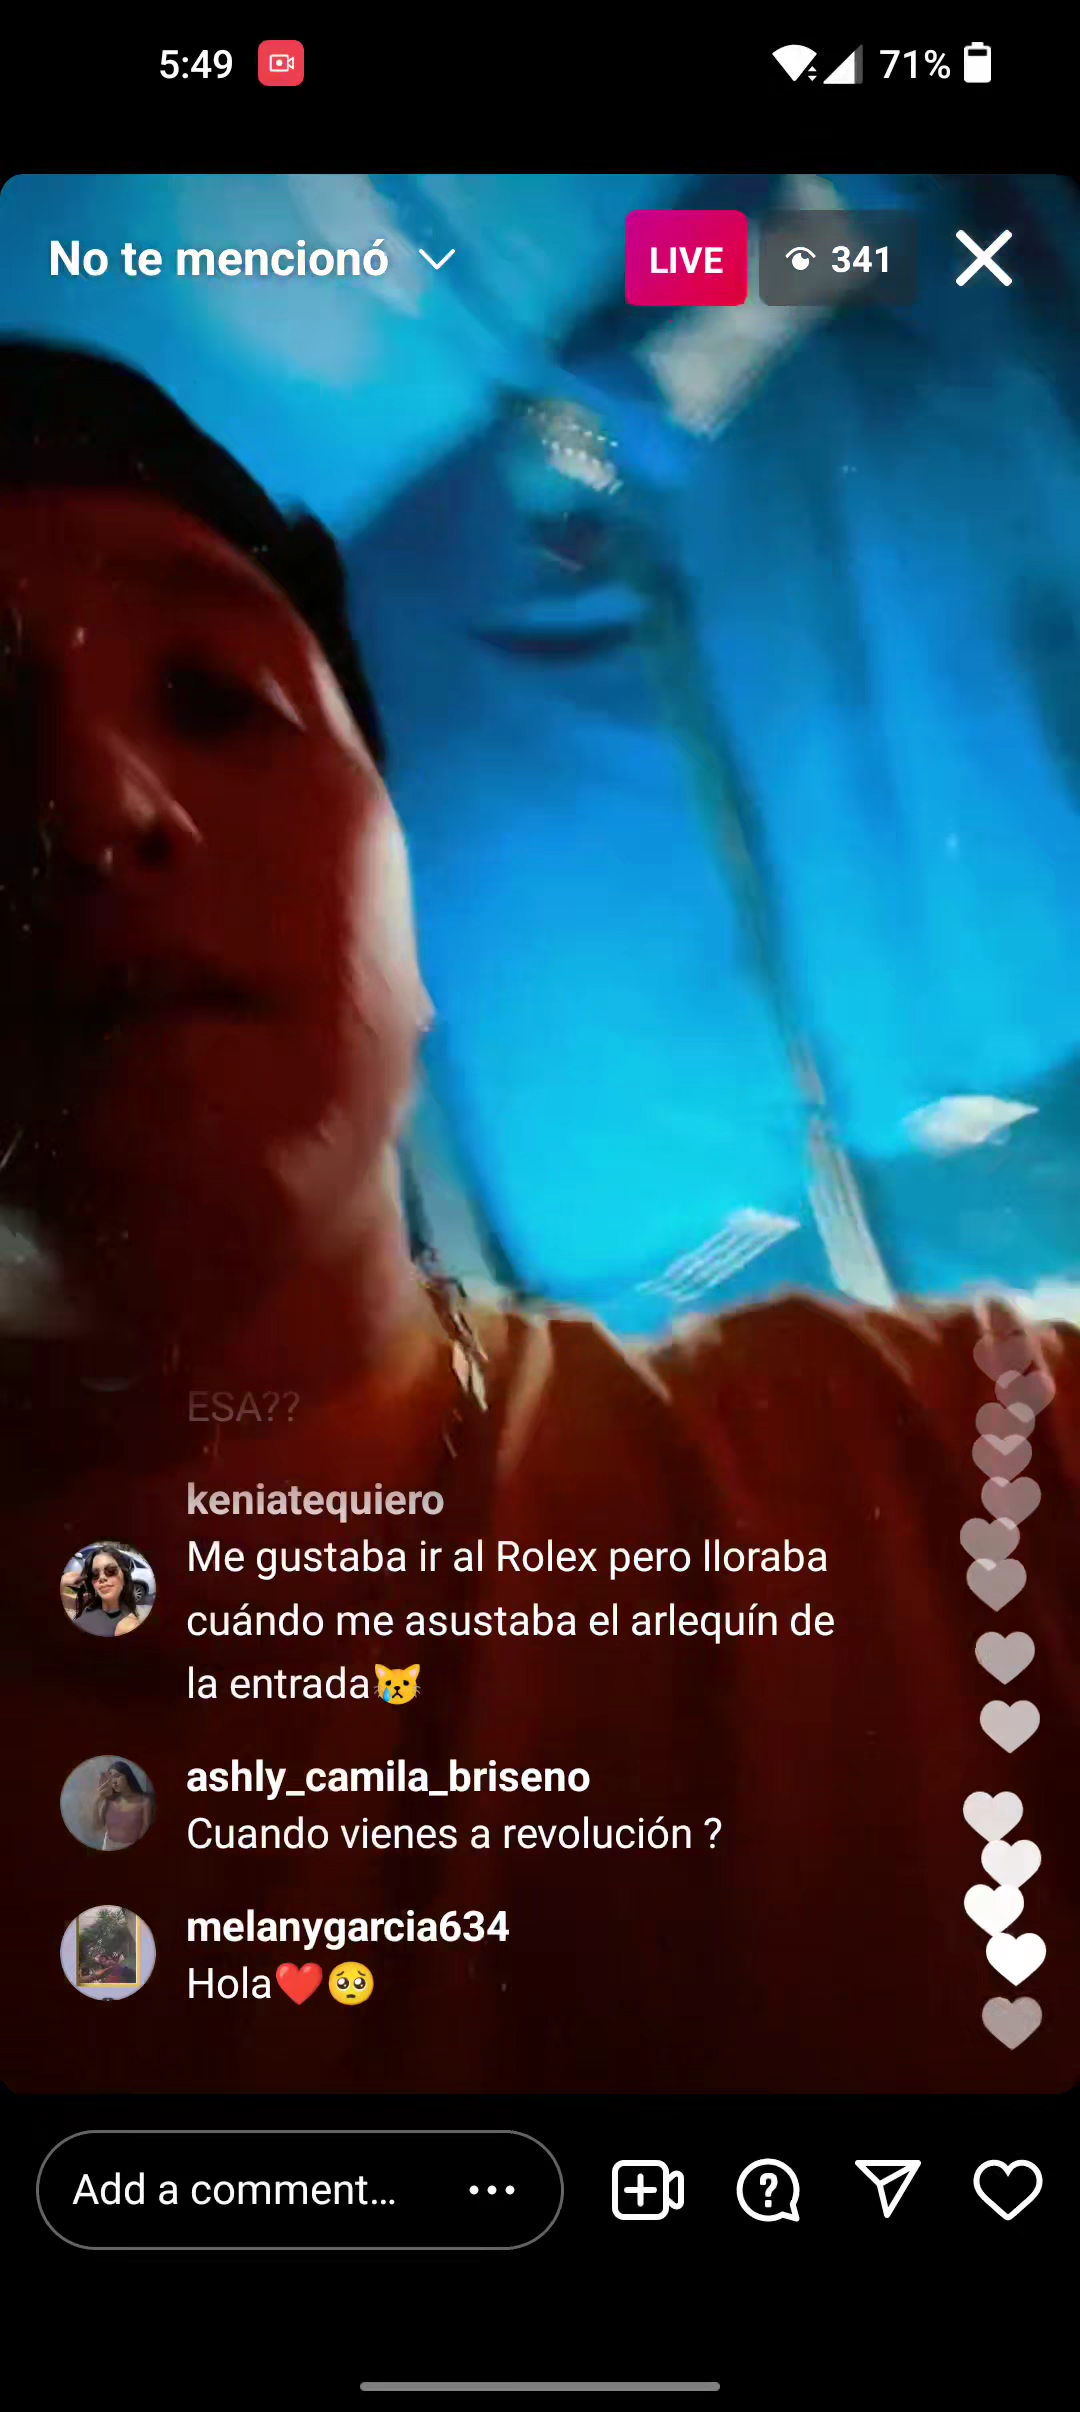 5:49
71%
No te mencionó
LIVE
341
ESA??
keniatequiero
Me gustaba ir al Rolex pero lloraba
cuándo me asustaba el arlequín de
la entrada😿
ashly_camila_briseno
Cuando vienes a revolución ?
melanygarcia634
Hola❤️🥺
Add a comment...